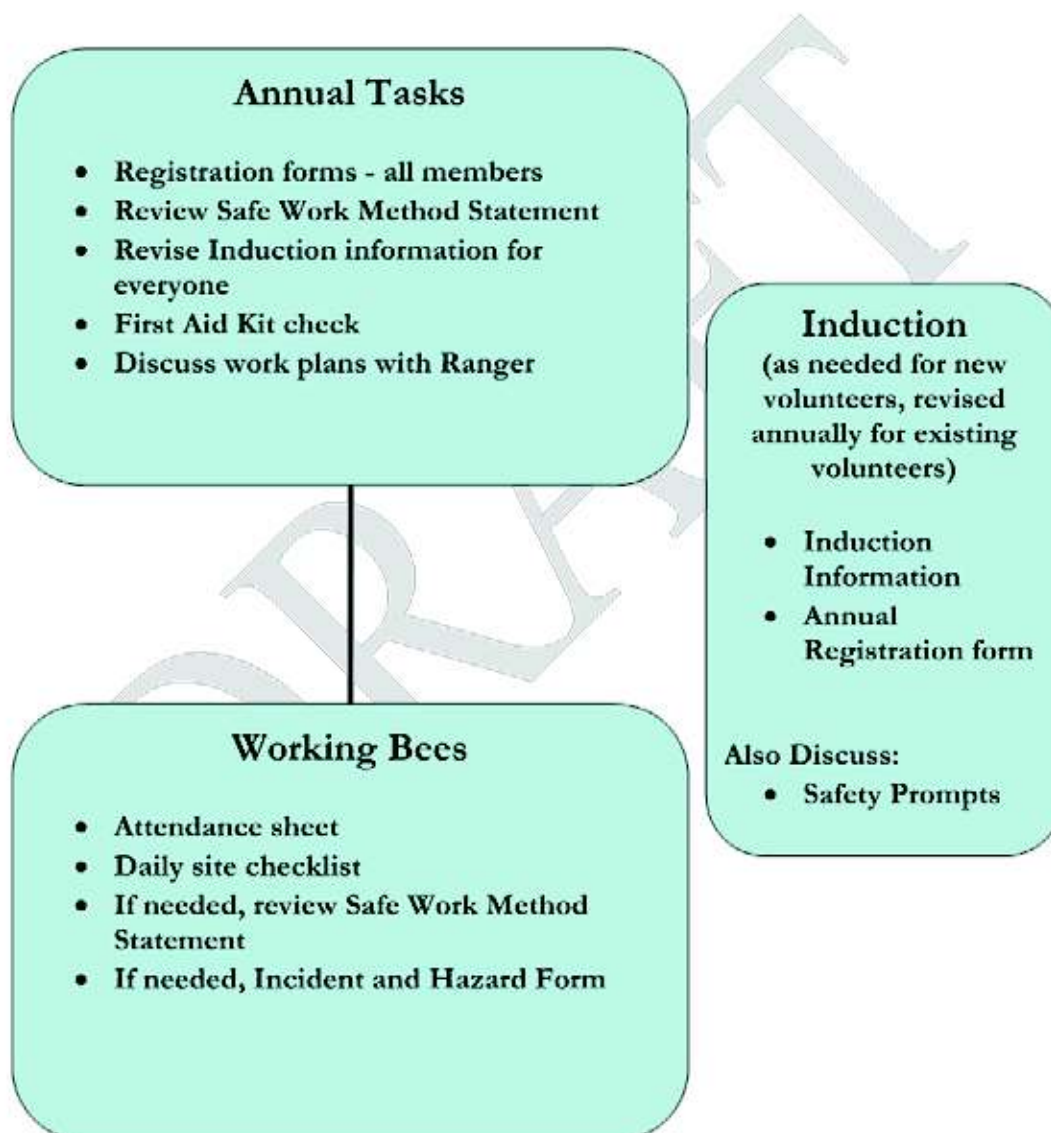 Annual Tasks
• Registration forms - all members
• Review Safe Work Method Statement
• Revise Induction information for
everyone
• First Aid Kit check
• Discuss work plans with Ranger
Induction
(as needed for new
volunteers, revised
annually for existing
volunteers)
• Induction
Information
• Annual
Registration form
Also Discuss:
• Safety Prompts
Working Bees
• Attendance sheet
• Daily site checklist
• If needed, review Safe Work Method
Statement
• If needed, Incident and Hazard Form
DRAFT